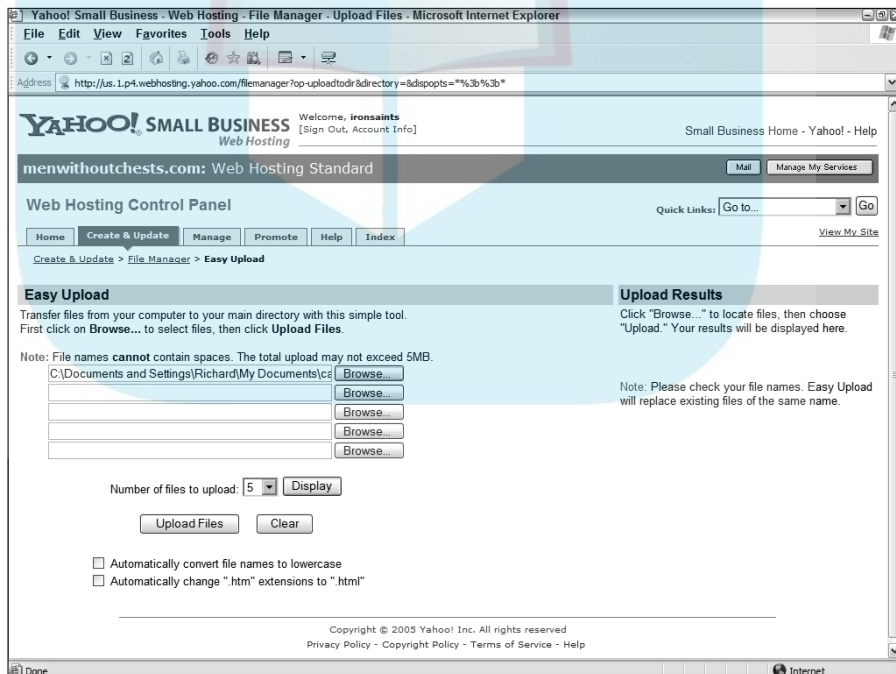 Yahoo! Small Business - Web Hosting - File Manager - Upload Files - Microsoft Internet Explorer
File Edit View Favorites Tools Help
Address http://us.1.p4.webhosting.yahoo.com/filemanager?op-uploadtodir&directory=&dispopts=*%3b%3b*
YAHOO! SMALL BUSINESS
Web Hosting
Welcome, ironsaints
[Sign Out, Account Info]
Small Business Home - Yahoo! - Help
menwithoutchests.com: Web Hosting Standard
Mail Manage My Services
Web Hosting Control Panel
Quick Links: Go to... Go
Home Create & Update Manage Promote Help Index
View My Site
Create & Update > File Manager > Easy Upload
Easy Upload
Transfer files from your computer to your main directory with this simple tool.
First click on Browse... to select files, then click Upload Files.
Note: File names cannot contain spaces. The total upload may not exceed 5MB.
C:\Documents and Settings\Richard\My Documents\ca Browse...
Browse...
Browse...
Browse...
Browse...
Number of files to upload: 5 Display
Upload Files Clear
Automatically convert file names to lowercase
Automatically change ".htm" extensions to ".html"
Upload Results
Click "Browse..." to locate files, then choose
"Upload." Your results will be displayed here.
Note: Please check your file names. Easy Upload
will replace existing files of the same name.
Copyright © 2005 Yahoo! Inc. All rights reserved
Privacy Policy - Copyright Policy - Terms of Service - Help
Done
Internet